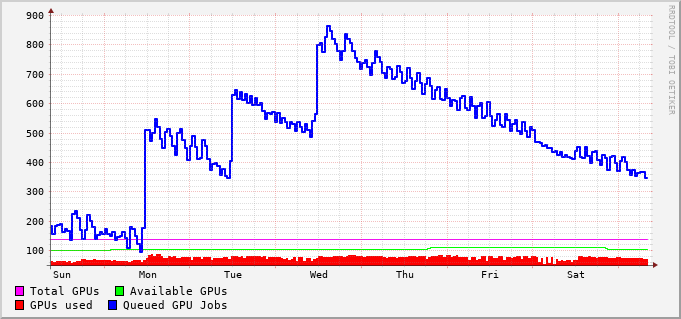 900
800
700
600
500
400
300
200
100
Sun Mon Tue Wed Thu Fri Sat
Total GPUs Available GPUs
GPUs used Queued GPU Jobs
RRDTOOL / TOBI OETIKER